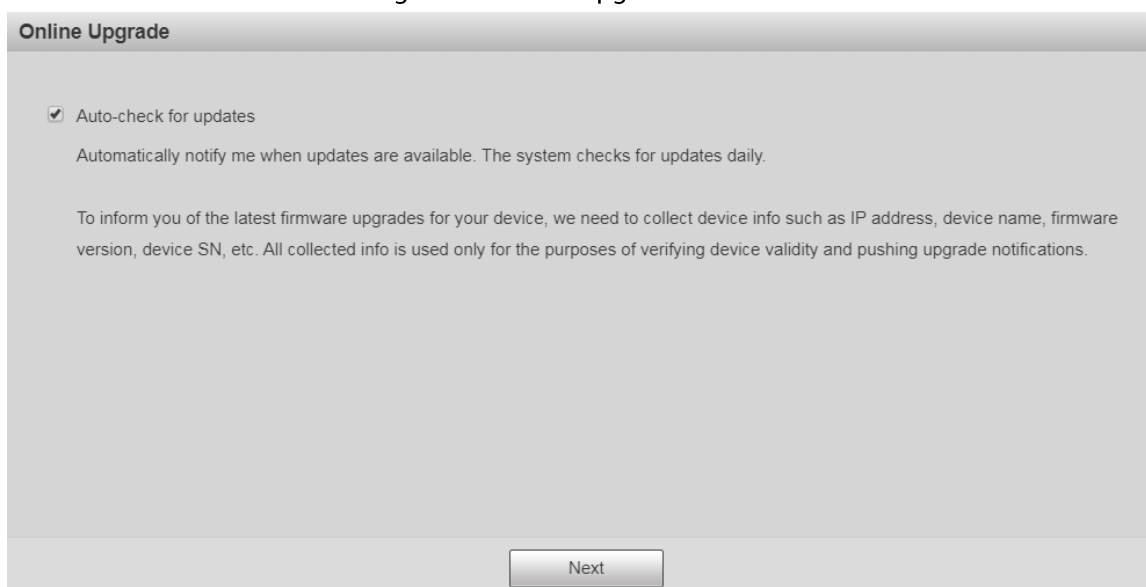 Online Upgrade
Auto-check for updates
Automatically notify me when updates are available. The system checks for updates daily.
To inform you of the latest firmware upgrades for your device, we need to collect device info such as IP address, device name, firmware
version, device SN, etc. All collected info is used only for the purposes of verifying device validity and pushing upgrade notifications.
Next